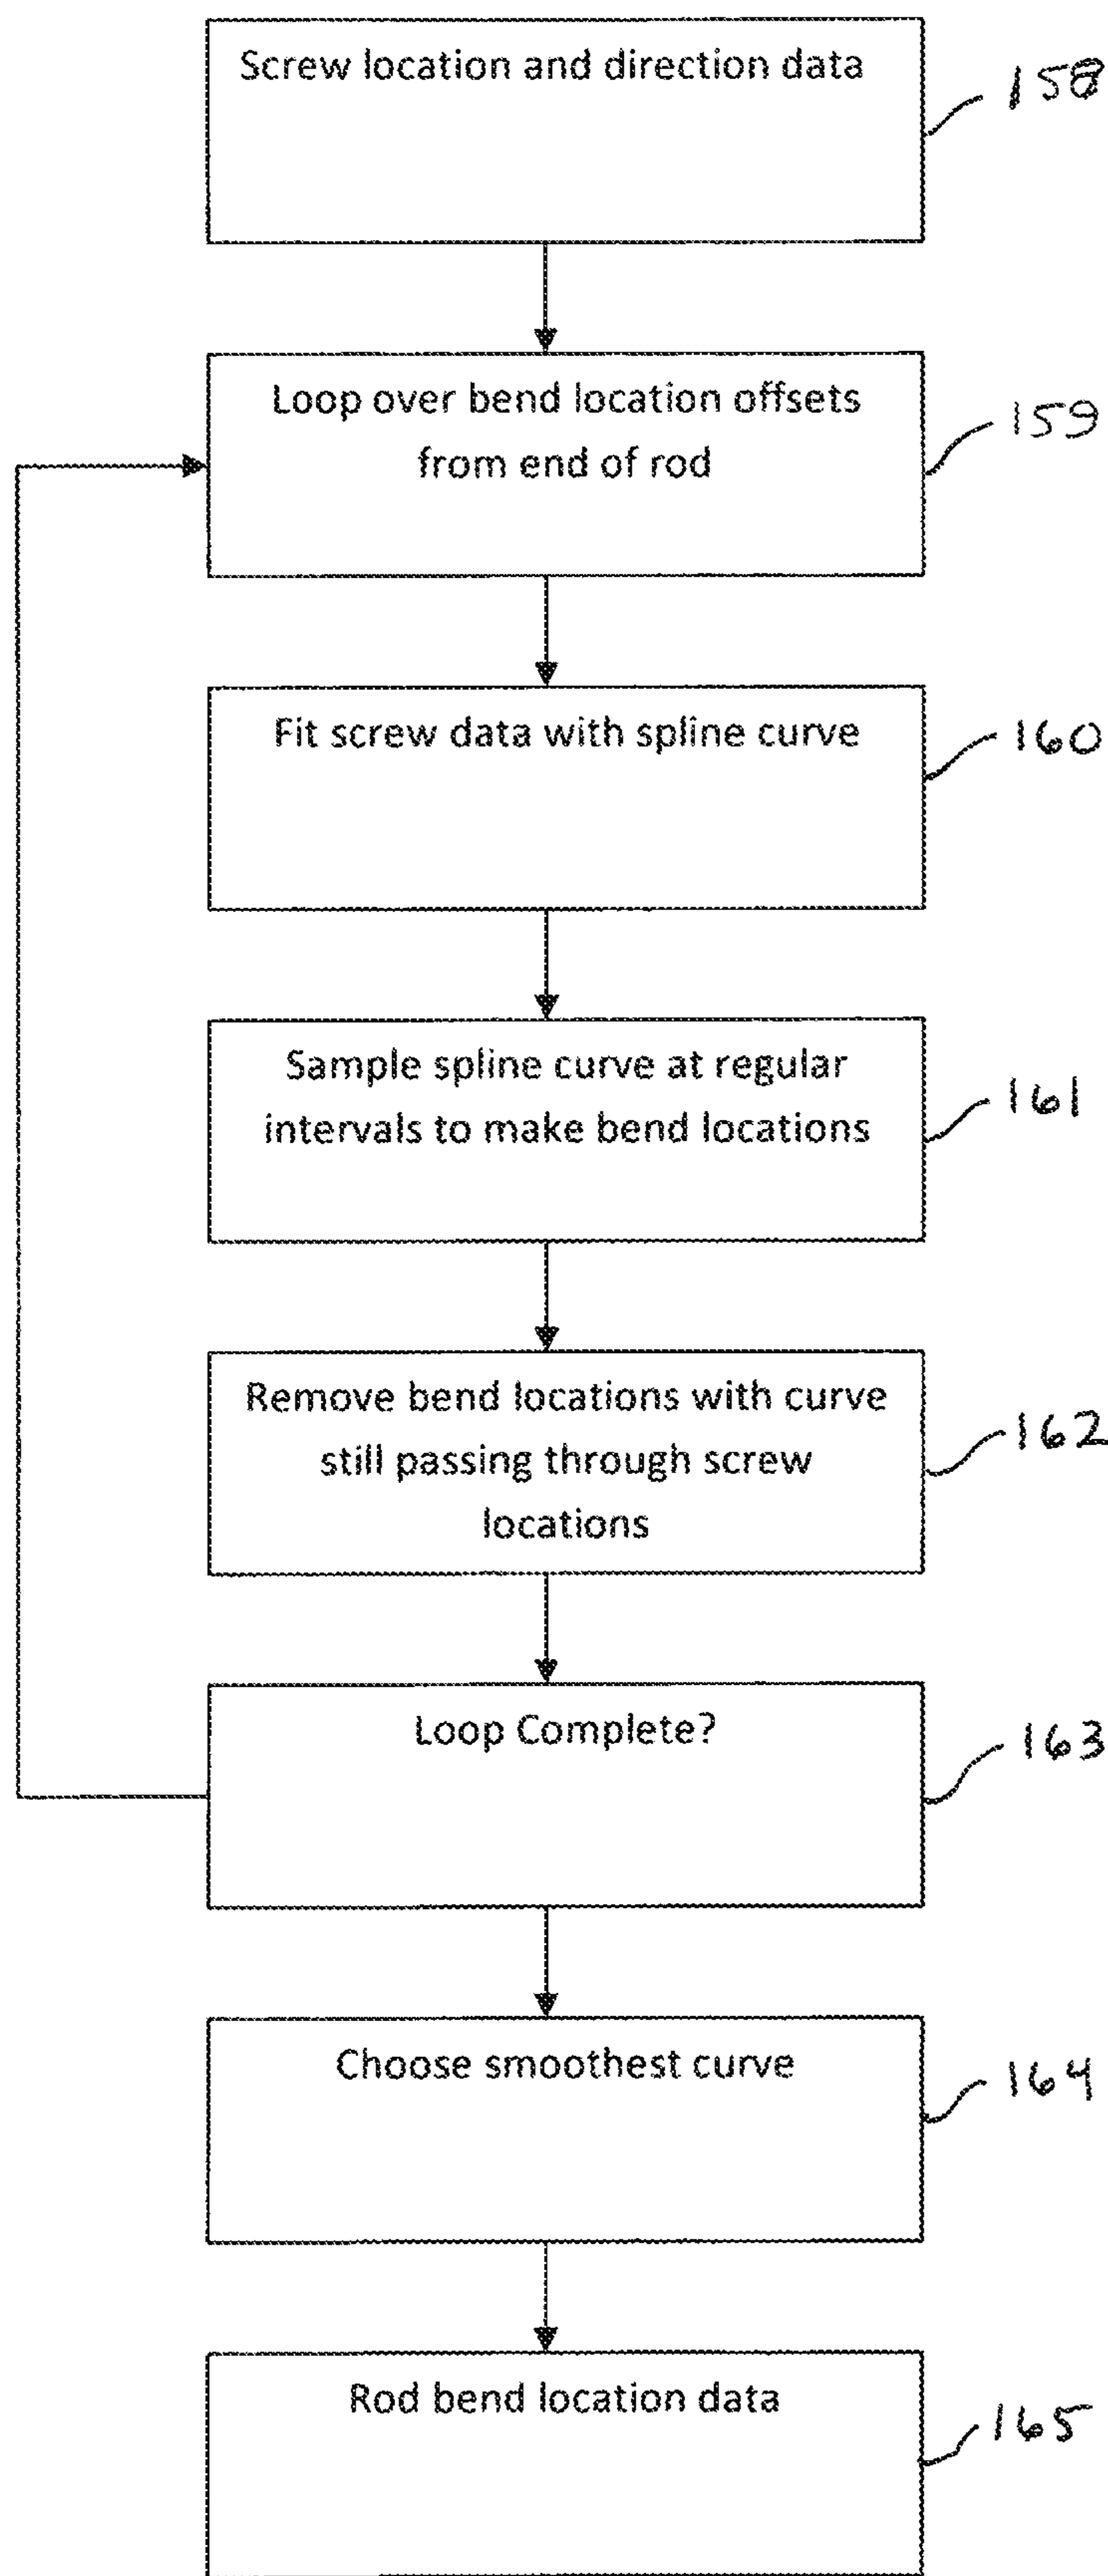 Screw location and direction data
158
Loop over bend location offsets
from end of rod
159
Fit screw data with spline curve
160
Sample spline curve at regular
intervals to make bend locations
161
Remove bend locations with curve
still passing through screw
locations
162
Loop Complete?
163
Choose smoothest curve
164
Rod bend location data
165